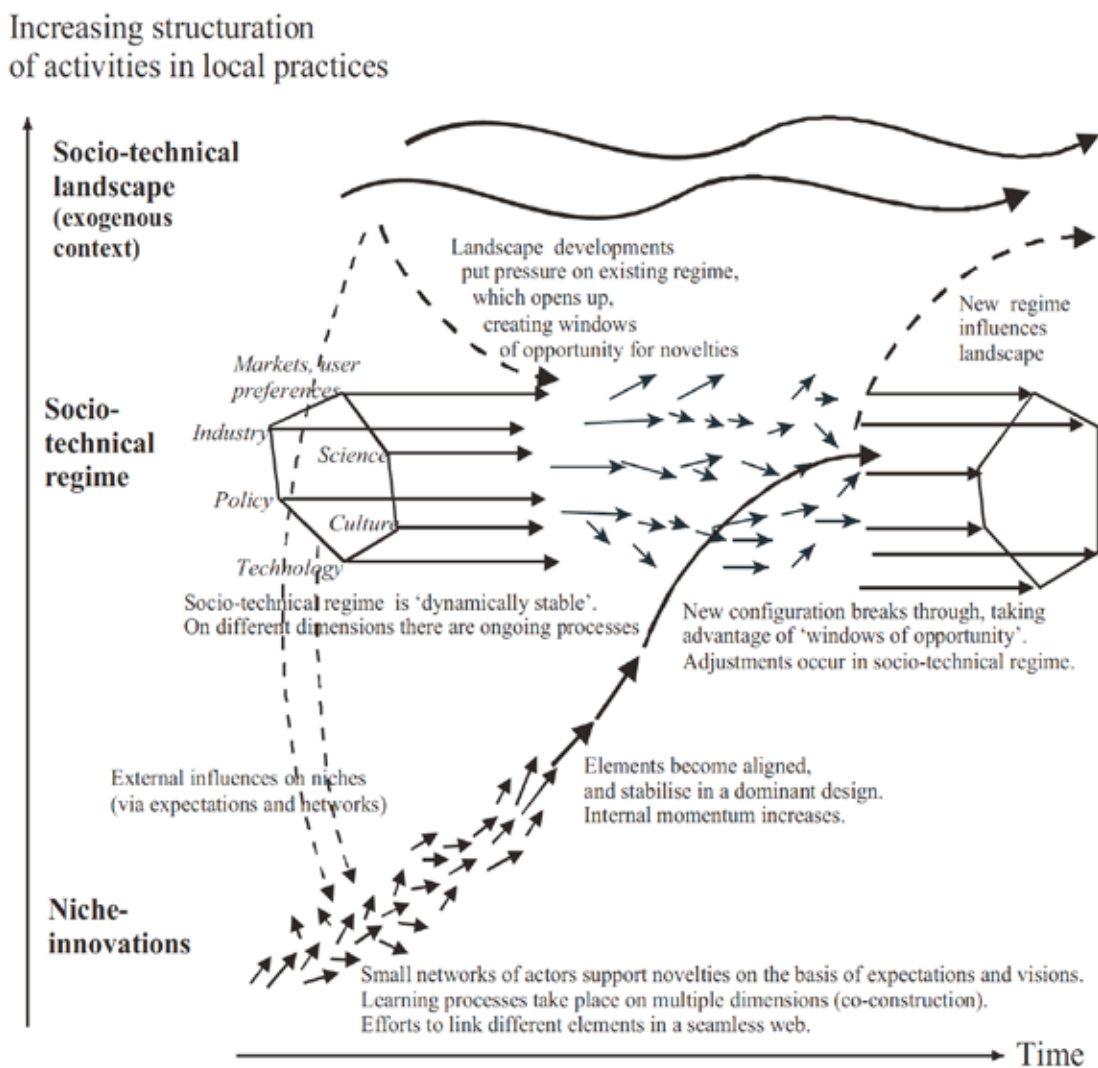 Increasing structuration
of activities in local practices
Socio-technical
landscape
(exogenous
context)
Landscape developments
put pressure on existing regime,
which opens up,
creating windows
of opportunity for novelties
New regime
influences
landscape
Markets, user
preferences
Socio-
technical
regime
Industry
Science
Policy
Culture
Technology
Socio-technical regime is ‘dynamically stable’.
On different dimensions there are ongoing processes
New configuration breaks through, taking
advantage of ‘windows of opportunity’.
Adjustments occur in socio-technical regime.
External influences on niches
(via expectations and networks)
Elements become aligned,
and stabilise in a dominant design.
Internal momentum increases.
Niche-
innovations
Small networks of actors support novelties on the basis of expectations and visions.
Learning processes take place on multiple dimensions (co-construction).
Efforts to link different elements in a seamless web.
Time